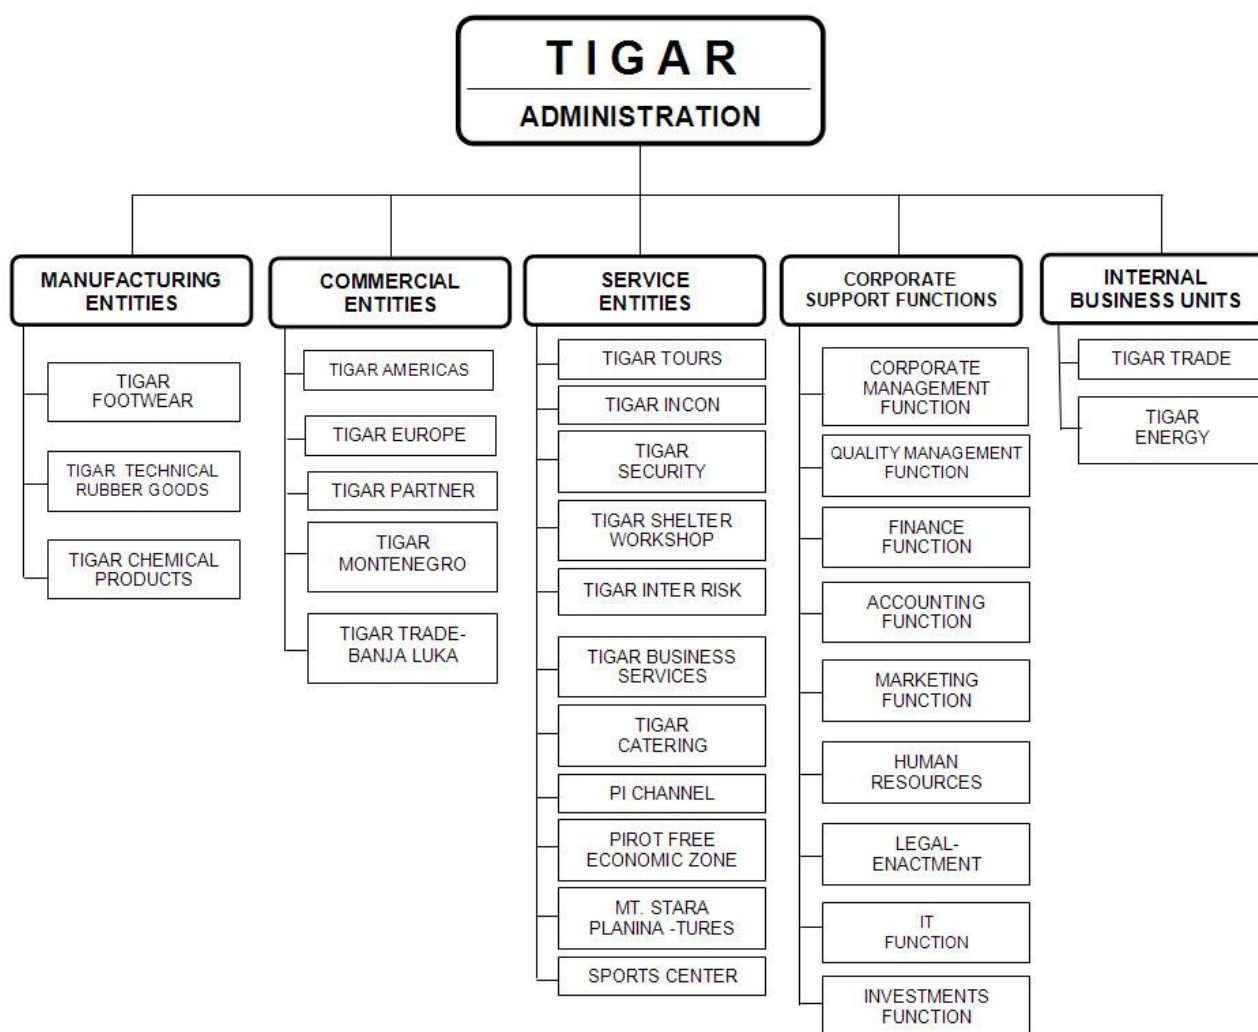 T I G A R
ADMINISTRATION
MANUFACTURING
ENTITIES
TIGAR
FOOTWEAR
TIGAR TECHNICAL
RUBBER GOODS
TIGAR CHEMICAL
PRODUCTS
COMMERCIAL
ENTITIES
TIGAR AMERICAS
TIGAR EUROPE
TIGAR PARTNER
TIGAR
MONTENEGRO
TIGAR TRADE-
BANJA LUKA
SERVICE
ENTITIES
TIGAR TOURS
TIGAR INCON
TIGAR
SECURITY
TIGAR SHELTER
WORKSHOP
TIGAR INTER RISK
TIGAR BUSINESS
SERVICES
TIGAR
CATERING
PI CHANNEL
PIROT FREE
ECONOMIC ZONE
MT. STARA
PLANINA -TURES
SPORTS CENTER
CORPORATE
SUPPORT FUNCTIONS
CORPORATE
MANAGEMENT
FUNCTION
QUALITY MANAGEMENT
FUNCTION
FINANCE
FUNCTION
ACCOUNTING
FUNCTION
MARKETING
FUNCTION
HUMAN
RESOURCES
LEGAL-
ENACTMENT
IT
FUNCTION
INVESTMENTS
FUNCTION
INTERNAL
BUSINESS UNITS
TIGAR TRADE
TIGAR
ENERGY